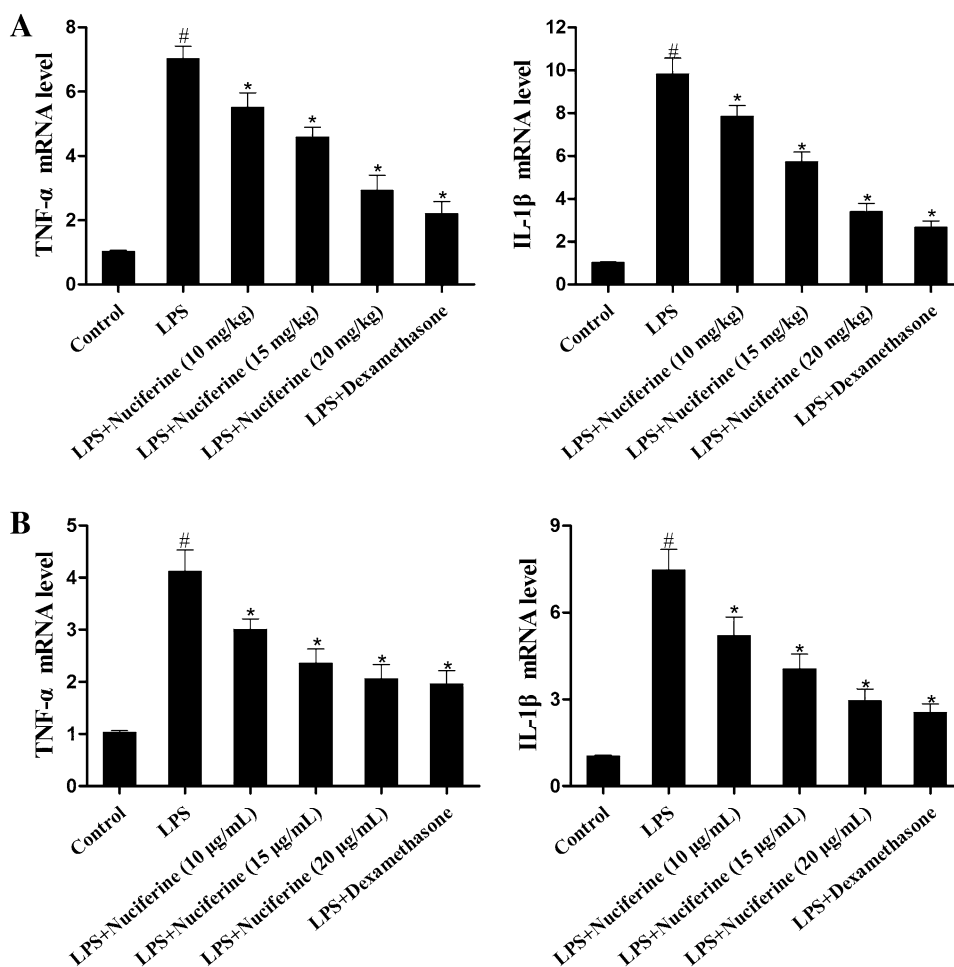 A
TNF-α mRNA level
8
6
4
2
0
#
*
*
*
*
Control
LPS
LPS+Nuciferine (10 mg/kg)
LPS+Nuciferine (15 mg/kg)
LPS+Nuciferine (20 mg/kg)
LPS+Dexamethasone
IL-1β mRNA level
12
10
8
6
4
2
0
#
*
*
*
*
Control
LPS
LPS+Nuciferine (10 mg/kg)
LPS+Nuciferine (15 mg/kg)
LPS+Nuciferine (20 mg/kg)
LPS+Dexamethasone
B
TNF-α mRNA level
5
4
3
2
1
0
#
*
*
*
*
Control
LPS
LPS+Nuciferine (10 μg/mL)
LPS+Nuciferine (15 μg/mL)
LPS+Nuciferine (20 μg/mL)
LPS+Dexamethasone
IL-1β mRNA level
9
6
3
0
#
*
*
*
*
Control
LPS
LPS+Nuciferine (10 μg/mL)
LPS+Nuciferine (15 μg/mL)
LPS+Nuciferine (20 μg/mL)
LPS+Dexamethasone